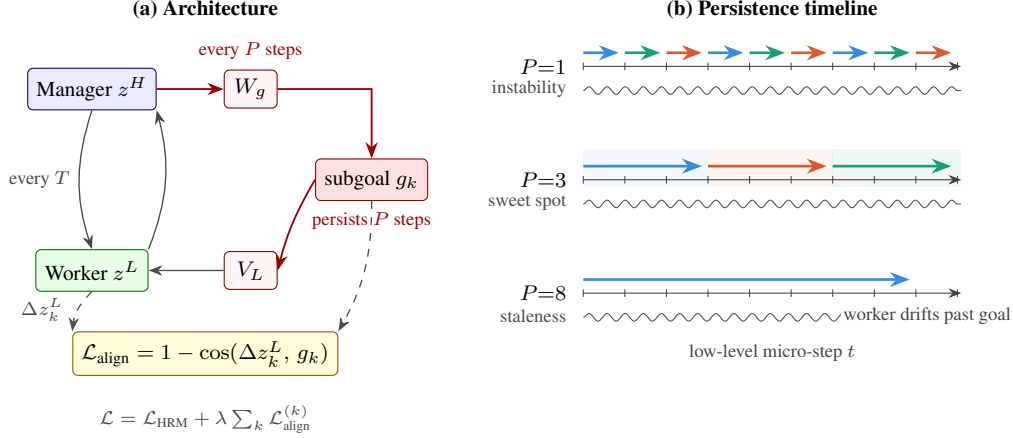 (a) Architecture
every P steps
Manager z^H
W_g
every T
subgoal g_k
persists P steps
Worker z^L
V_L
Δz_k^L
ℒ_align = 1 − cos(Δz_k^L, g_k)
ℒ = ℒ_HRM + λ ∑_k ℒ_align^(k)
(b) Persistence timeline
P=1
instability
P=3
sweet spot
P=8
staleness
worker drifts past goal
low-level micro-step t